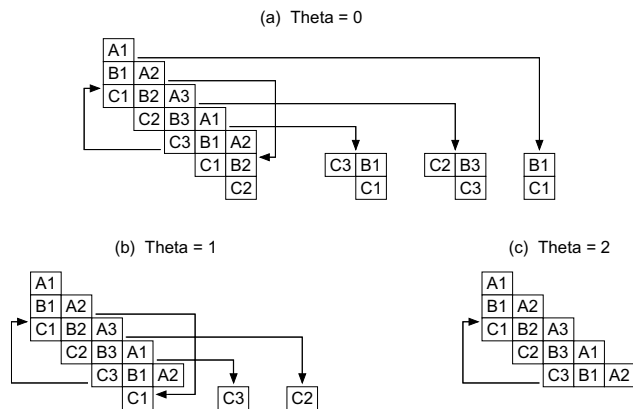 (a) Theta = 0
A1
B1 A2
C1 B2 A3
C2 B3 A1
C3 B1 A2
C1 B2
C2
C3 B1
C1
C2 B3
C3
B1
C1
(b) Theta = 1
A1
B1 A2
C1 B2 A3
C2 B3 A1
C3 B1 A2
C1
C3
C2
(c) Theta = 2
A1
B1 A2
C1 B2 A3
C2 B3 A1
C3 B1 A2